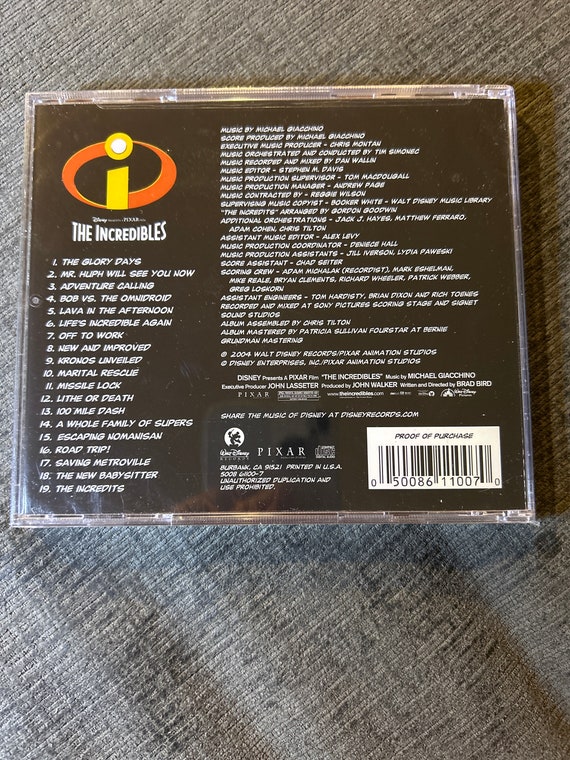 Disney PRESENTS A PIXAR FILM
THE INCREDIBLES
1. THE GLORY DAYS
2. MR. HUPH WILL SEE YOU NOW
3. ADVENTURE CALLING
4. BOB VS. THE OMNIDROID
5. LAVA IN THE AFTERNOON
6. LIFE'S INCREDIBLE AGAIN
7. OFF TO WORK
8. NEW AND IMPROVED
9. KRONOS UNVEILED
10. MARITAL RESCUE
11. MISSILE LOCK
12. LITHE OR DEATH
13. 100 MILE DASH
14. A WHOLE FAMILY OF SUPERS
15. ESCAPING NOMANISAN
16. ROAD TRIP!
17. SAVING METROVILLE
18. THE NEW BABYSITTER
19. THE INCREDITS
MUSIC BY MICHAEL GIACCHINO
SCORE PRODUCED BY MICHAEL GIACCHINO
EXECUTIVE MUSIC PRODUCER - CHRIS MONTAN
MUSIC ORCHESTRATED AND CONDUCTED BY TIM SIMONEC
MUSIC RECORDED AND MIXED BY DAN WALLIN
MUSIC EDITOR - STEPHEN M. DAVIS
MUSIC PRODUCTION SUPERVISOR - TOM MACDOUGALL
MUSIC PRODUCTION MANAGER - ANDREW PAGE
MUSIC CONTRACTED BY - REGGIE WILSON
SUPERVISING MUSIC COPYIST - BOOKER WHITE - WALT DISNEY MUSIC LIBRARY
"THE INCREDITS" ARRANGED BY GORDON GOODWIN
ADDITIONAL ORCHESTRATIONS - JACK J. HAYES, MATTHEW FERRARO,
ADAM COHEN, CHRIS TILTON
ASSISTANT MUSIC EDITOR - ALEX LEVY
MUSIC PRODUCTION COORDINATOR - DENIECE HALL
MUSIC PRODUCTION ASSISTANTS - JILL IVERSON, LYDIA PAWESKI
SCORE ASSISTANT - CHAD SEITER
SCORING CREW - ADAM MICHALAK (RECORDIST), MARK ESHELMAN,
MIKE REALE, BRYAN CLEMENTS, RICHARD WHEELER, PATRICK WEBBER,
GREG LOSKORN
ASSISTANT ENGINEERS - TOM HARDISTY, BRIAN DIXON AND RICH TOENES
RECORDED AND MIXED AT SONY PICTURES SCORING STAGE AND SIGNET
SOUND STUDIOS
ALBUM ASSEMBLED BY CHRIS TILTON
ALBUM MASTERED BY PATRICIA SULLIVAN FOURSTAR AT BERNIE
GRUNDMAN MASTERING
℗ 2004 WALT DISNEY RECORDS/PIXAR ANIMATION STUDIOS
© DISNEY ENTERPRISES, INC./PIXAR ANIMATION STUDIOS
DISNEY Presents A PIXAR Film "THE INCREDIBLES" Music by MICHAEL GIACCHINO
Executive Producer JOHN LASSETER Produced by JOHN WALKER Written and Directed by BRAD BIRD
PIXAR www.theincredibles.com Walt Disney
SHARE THE MUSIC OF DISNEY AT DISNEYRECORDS.COM
Walt Disney RECORDS
PIXAR
COMPACT disc DIGITAL AUDIO
BURBANK, CA 91521 PRINTED IN U.S.A.
50086 61100-7
UNAUTHORIZED DUPLICATION AND
USE PROHIBITED.
PROOF OF PURCHASE
0 50086 11007 0